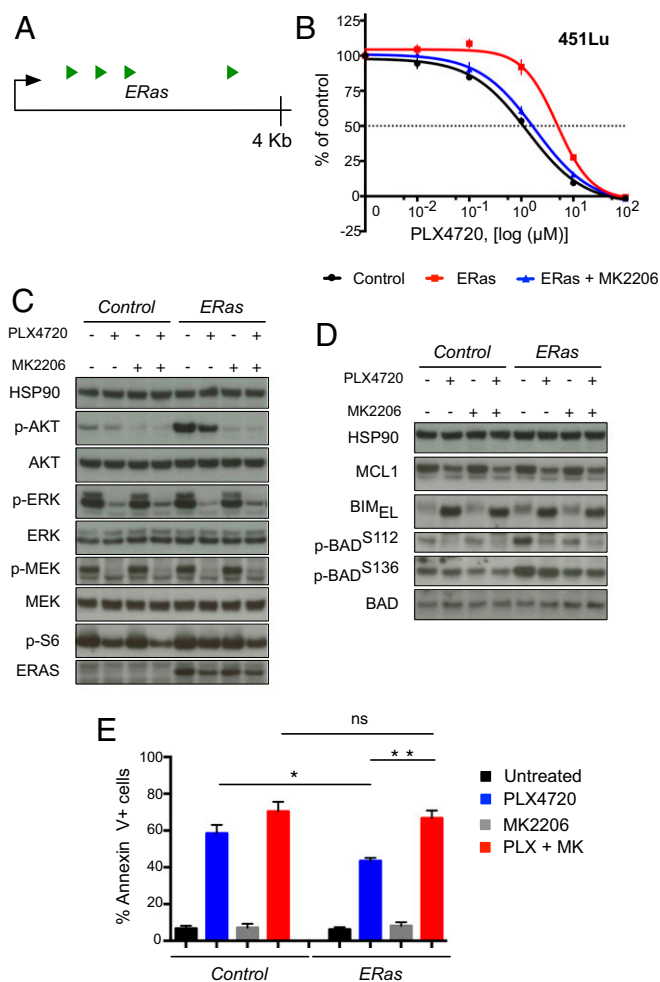 A
ERas
4 Kb
B
451Lu
% of control
125
100
75
50
0
-25
0 10-2 10-1 100 101 102
PLX4720, [log (μM)]
Control ERas ERas + MK2206
C
Control ERas
PLX4720 - + - + - + - +
MK2206 - - + + - - + +
HSP90
p-AKT
AKT
p-ERK
ERK
p-MEK
MEK
p-S6
ERAS
D
Control ERas
PLX4720 - + - + - + - +
MK2206 - - + + - - + +
HSP90
MCL1
BIMEL
p-BADS112
p-BADS136
BAD
E
ns
* **
% Annexin V+ cells
100
80
60
40
20
0
Control ERas
Untreated
PLX4720
MK2206
PLX + MK